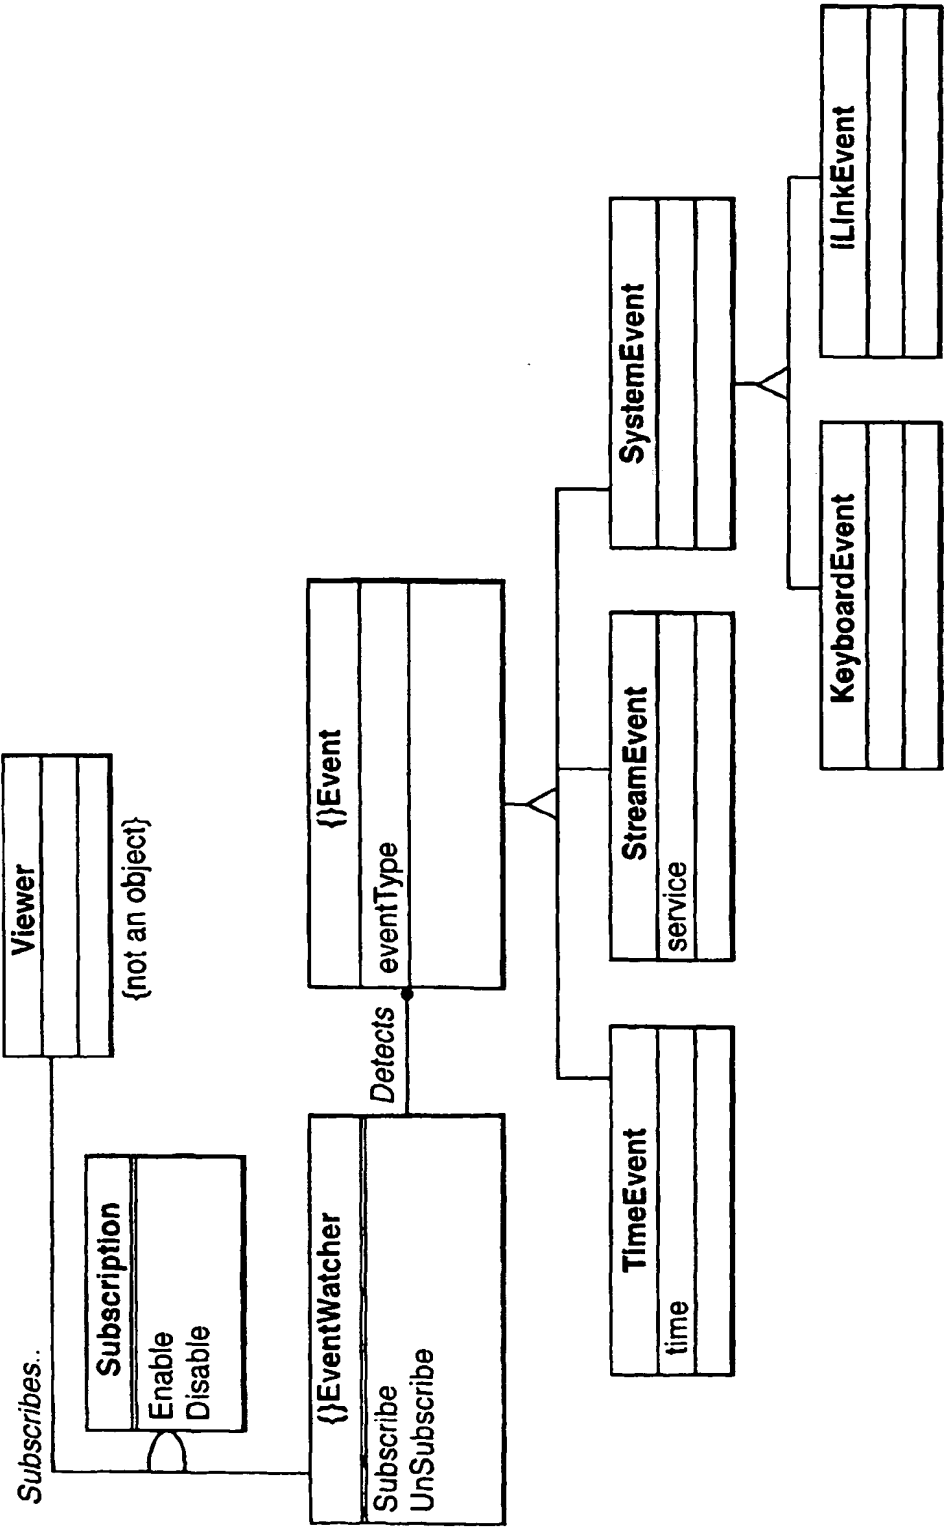 Subscribes..
Viewer
{not an object}
Subscription
Enable
Disable
{}EventWatcher
Subscribe
UnSubscribe
Detects
{}Event
eventType
TimeEvent
time
StreamEvent
service
SystemEvent
KeyboardEvent
iLInkEvent